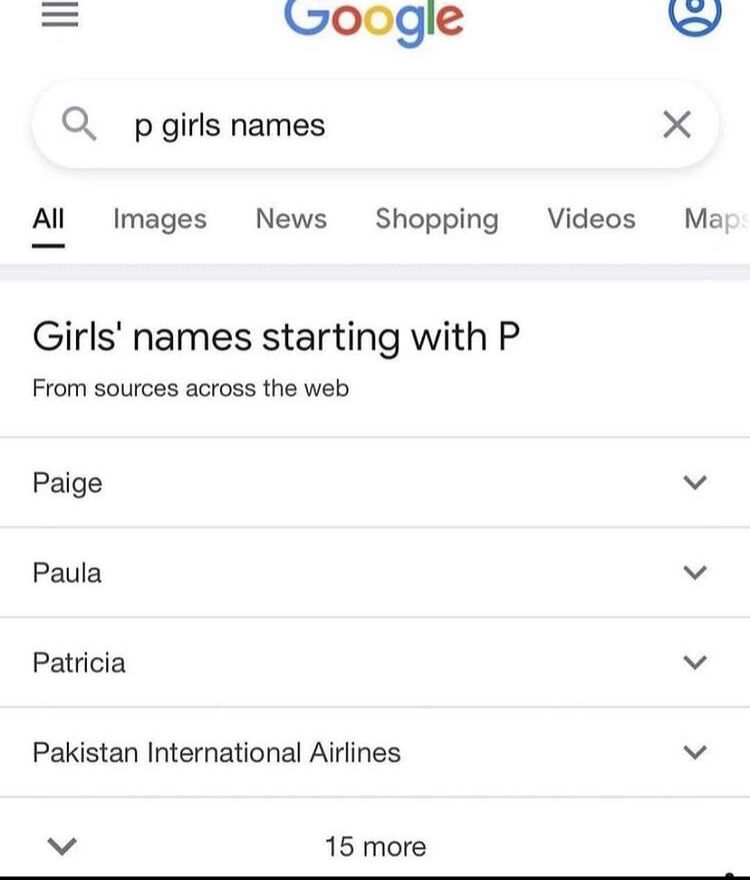 Google
p girls names
All Images News Shopping Videos Maps
Girls' names starting with P
From sources across the web
Paige
Paula
Patricia
Pakistan International Airlines
15 more